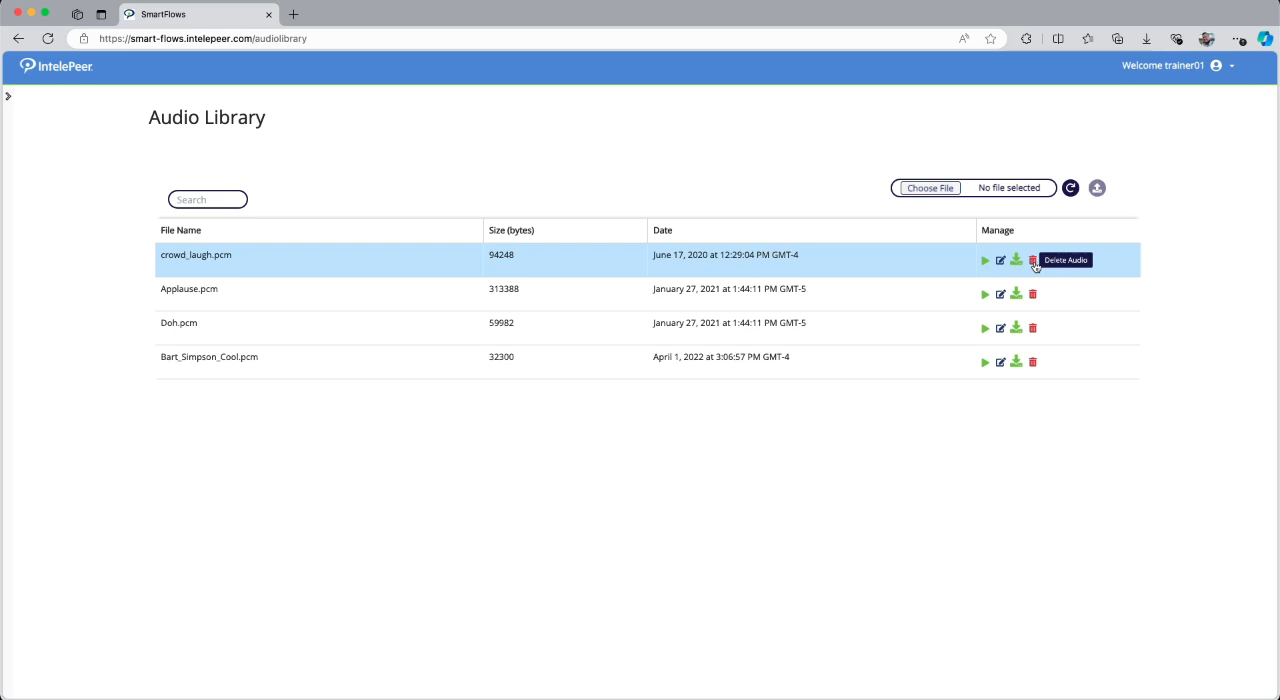 SmartFlows
https://smart-flows.intelepeer.com/audiolibrary
IntelePeer
Welcome trainer01
Audio Library
Search
Choose File No file selected
File Name Size (bytes) Date Manage
crowd_laugh.pcm 94248 June 17, 2020 at 12:29:04 PM GMT-4
Delete Audio
Applause.pcm 313388 January 27, 2021 at 1:44:11 PM GMT-5
Doh.pcm 59982 January 27, 2021 at 1:44:11 PM GMT-5
Bart_Simpson_Cool.pcm 32300 April 1, 2022 at 3:06:57 PM GMT-4